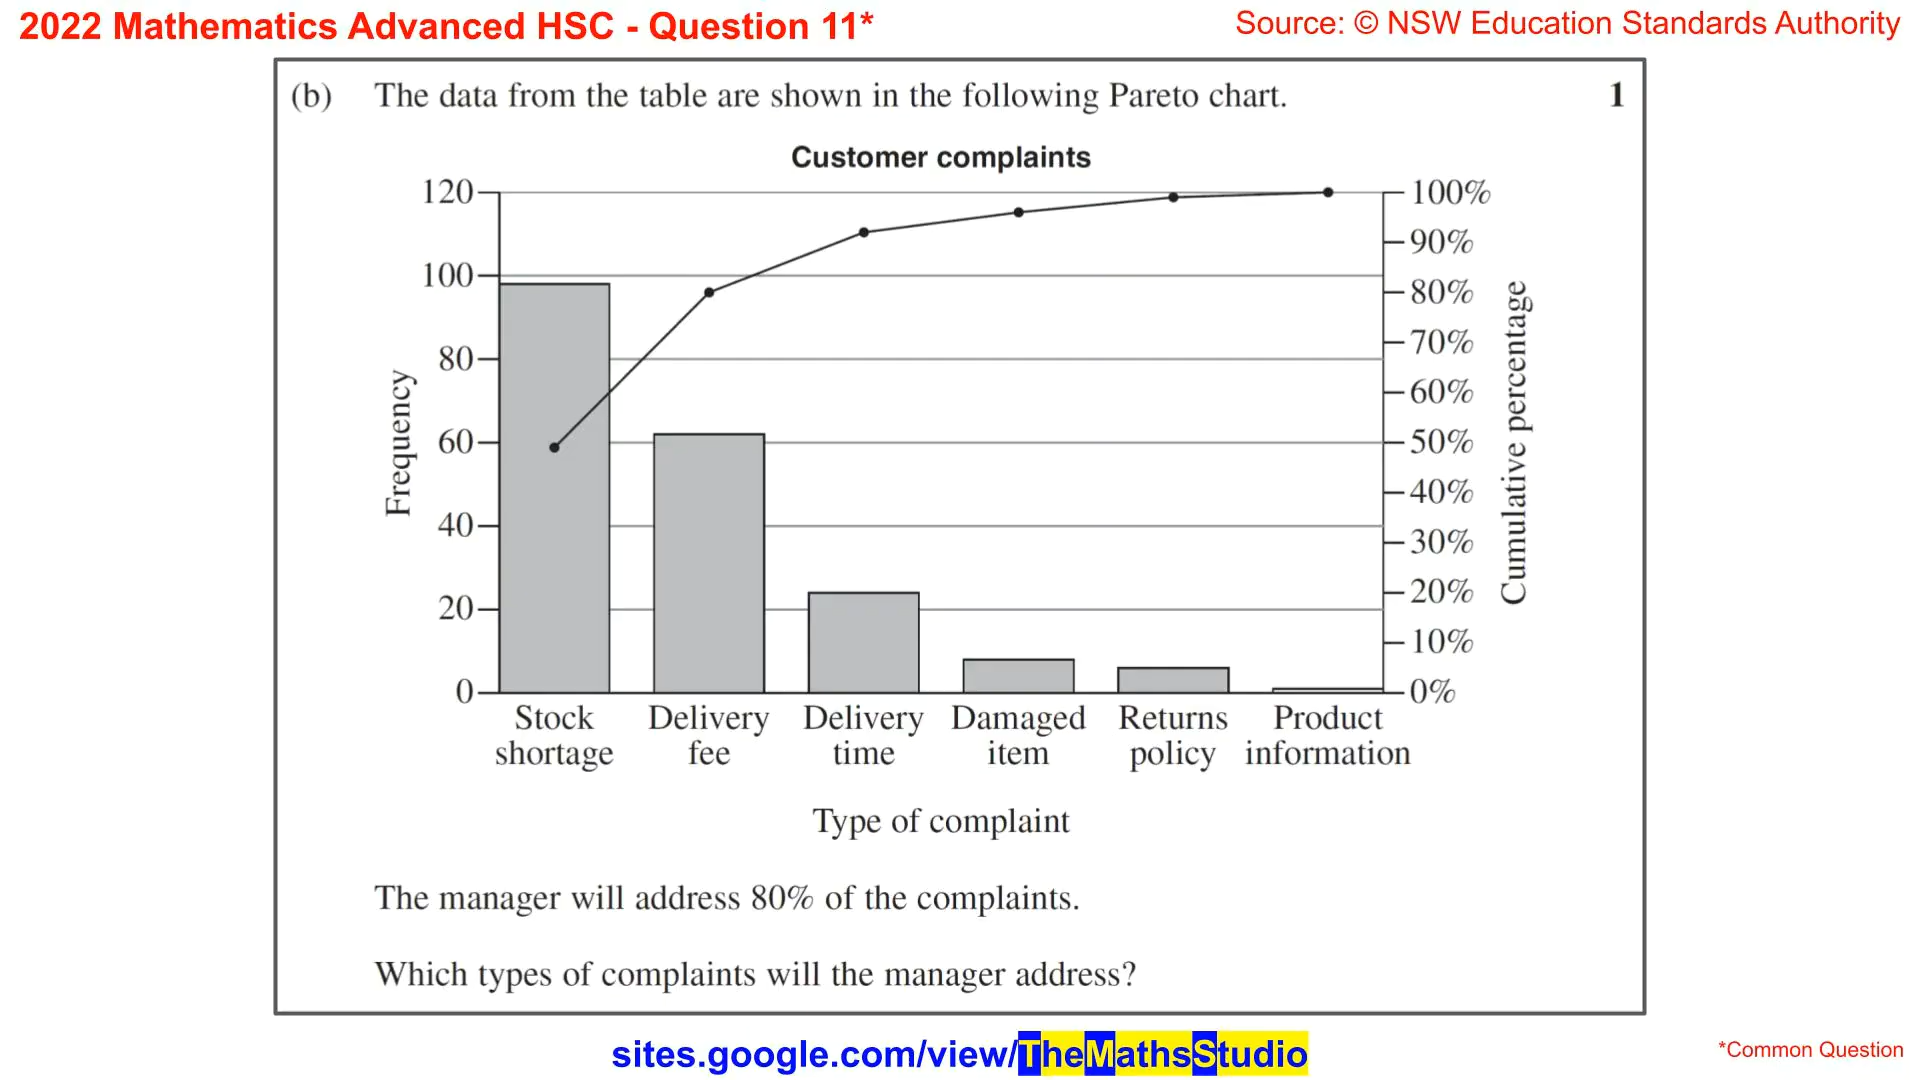 2022 Mathematics Advanced HSC - Question 11*
Source: © NSW Education Standards Authority
(b) The data from the table are shown in the following Pareto chart. 1
Customer complaints
120
100
80
60
40
20
0
Frequency
100%
90%
80%
70%
60%
50%
40%
30%
20%
10%
0%
Cumulative percentage
Stock shortage
Delivery fee
Delivery time
Damaged item
Returns policy
Product information
Type of complaint
The manager will address 80% of the complaints.
Which types of complaints will the manager address?
sites.google.com/view/TheMathsStudio
*Common Question